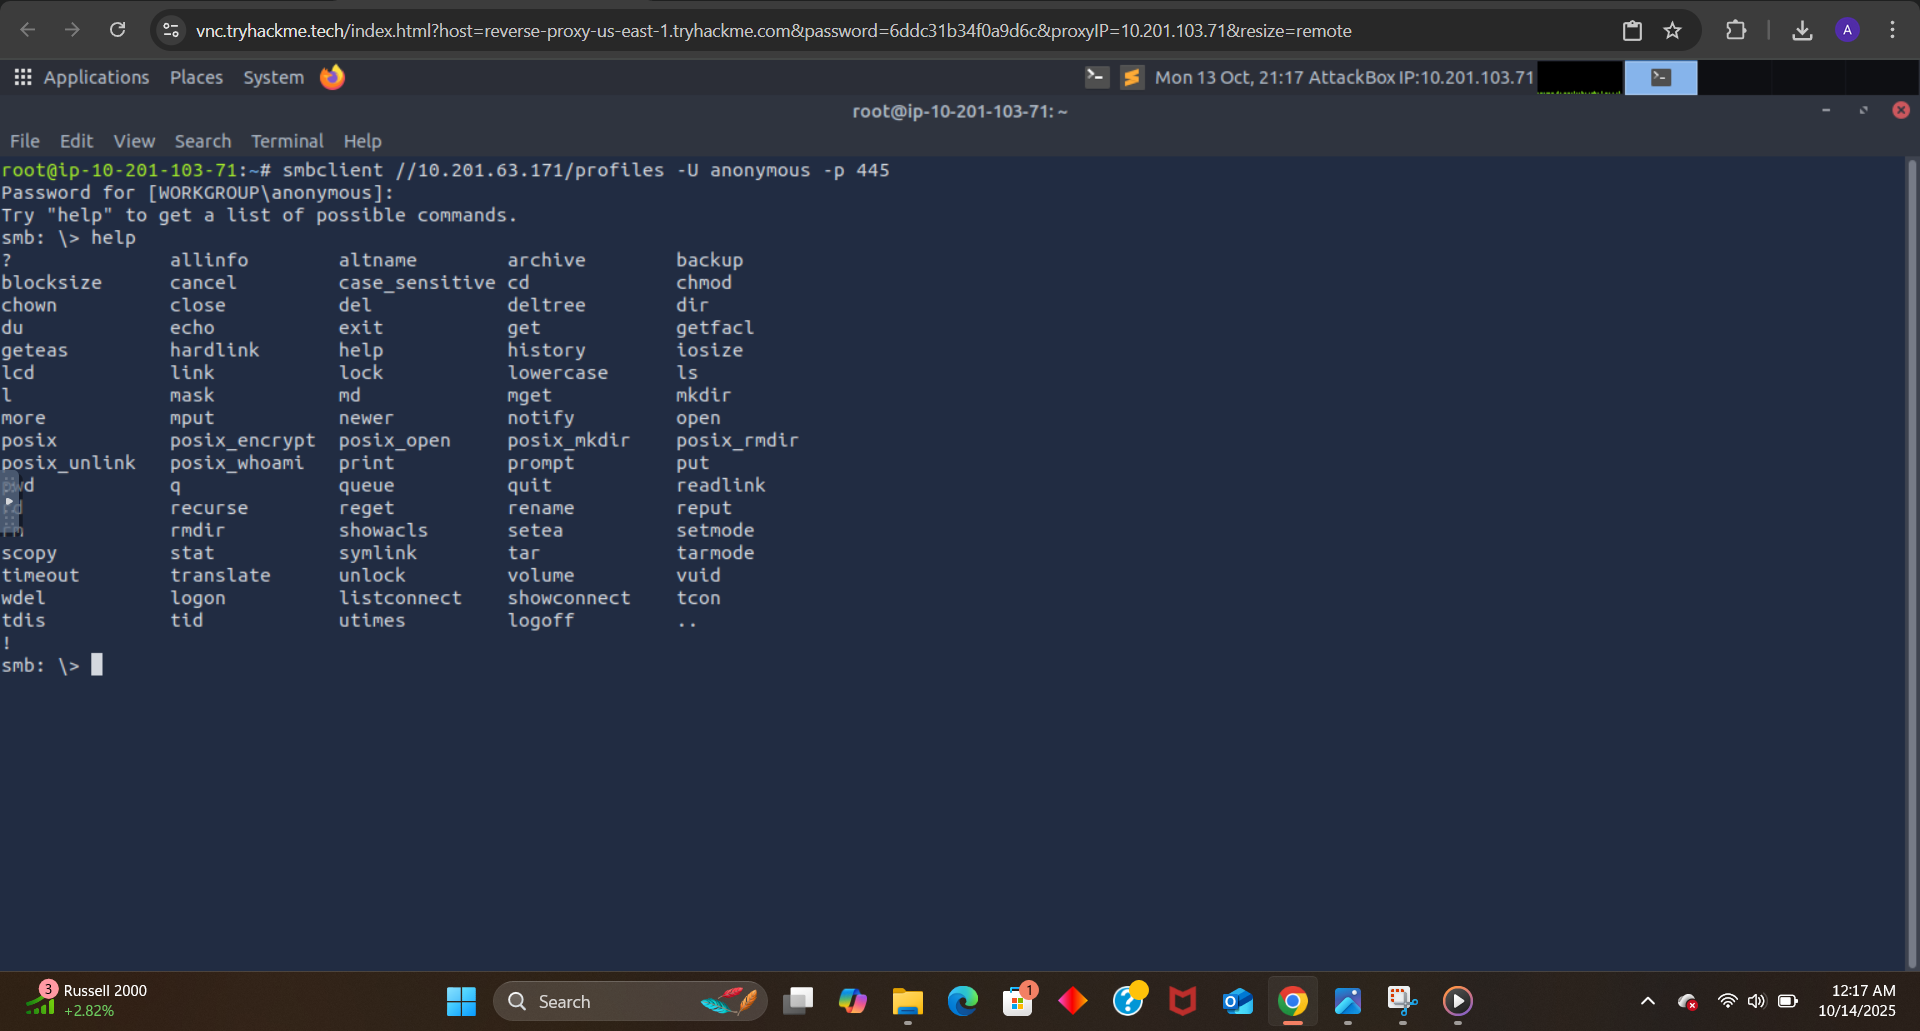 vnc.tryhackme.tech/index.html?host=reverse-proxy-us-east-1.tryhackme.com&password=6ddc31b34f0a9d6c&proxyIP=10.201.103.71&resize=remote
A
Applications Places System
Mon 13 Oct, 21:17 AttackBox IP:10.201.103.71
root@ip-10-201-103-71: ~
File Edit View Search Terminal Help
root@ip-10-201-103-71:~# smbclient //10.201.63.171/profiles -U anonymous -p 445
Password for [WORKGROUP\anonymous]:
Try "help" to get a list of possible commands.
smb: \> help
? allinfo altname archive backup
blocksize cancel case_sensitive cd chmod
chown close del deltree dir
du echo exit get getfacl
geteas hardlink help history iosize
lcd link lock lowercase ls
l mask md mget mkdir
more mput newer notify open
posix posix_encrypt posix_open posix_mkdir posix_rmdir
posix_unlink posix_whoami print prompt put
pwd q queue quit readlink
recurse reget rename reput
rmdir showacls setea setmode
scopy stat symlink tar tarmode
timeout translate unlock volume vuid
wdel logon listconnect showconnect tcon
tdis tid utimes logoff ..
!
smb: \>
3
Russell 2000
+2.82%
Search
1
12:17 AM
10/14/2025